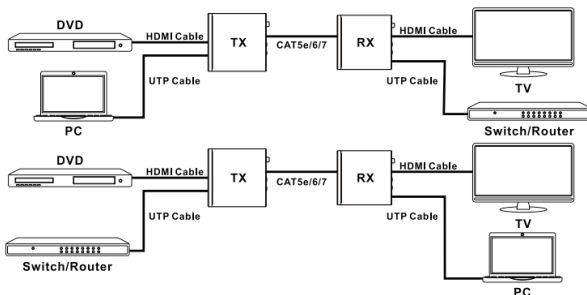 DVD
HDMI Cable
TX
CAT5e/6/7
RX
HDMI Cable
TV
UTP Cable
PC
UTP Cable
Switch/Router
DVD
HDMI Cable
TX
CAT5e/6/7
RX
HDMI Cable
TV
UTP Cable
Switch/Router
UTP Cable
PC